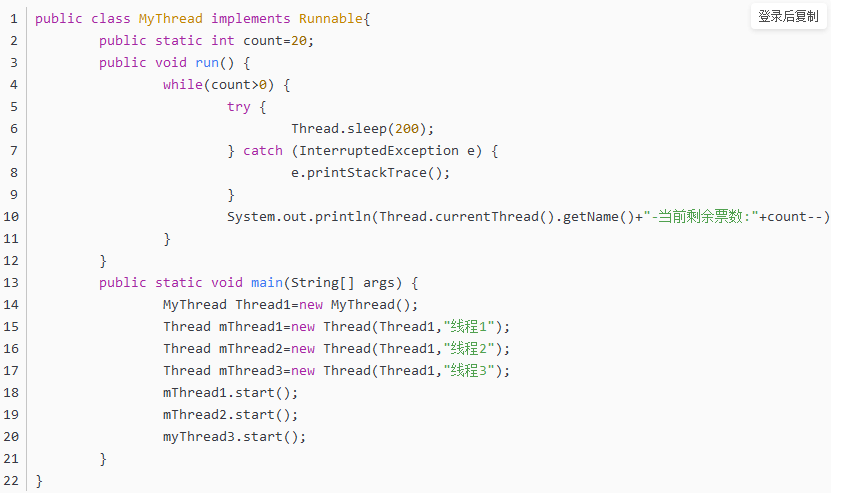 登录后复制
1 public class MyThread implements Runnable{
2 public static int count=20;
3 public void run() {
4 while(count>0) {
5 try {
6 Thread.sleep(200);
7 } catch (InterruptedException e) {
8 e.printStackTrace();
9 }
10 System.out.println(Thread.currentThread().getName()+"-当前剩余票数:"+count--)
11 }
12 }
13 public static void main(String[] args) {
14 MyThread Thread1=new MyThread();
15 Thread mThread1=new Thread(Thread1,"线程1");
16 Thread mThread2=new Thread(Thread1,"线程2");
17 Thread mThread3=new Thread(Thread1,"线程3");
18 mThread1.start();
19 mThread2.start();
20 myThread3.start();
21 }
22 }